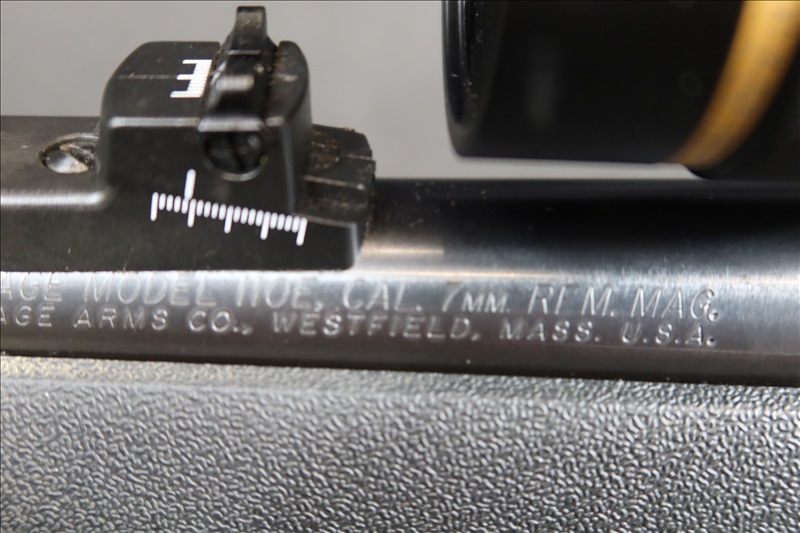 AGE MODEL 110E, CAL. 7MM. REM. MAG.
AGE ARMS CO., WESTFIELD, MASS. U.S.A.